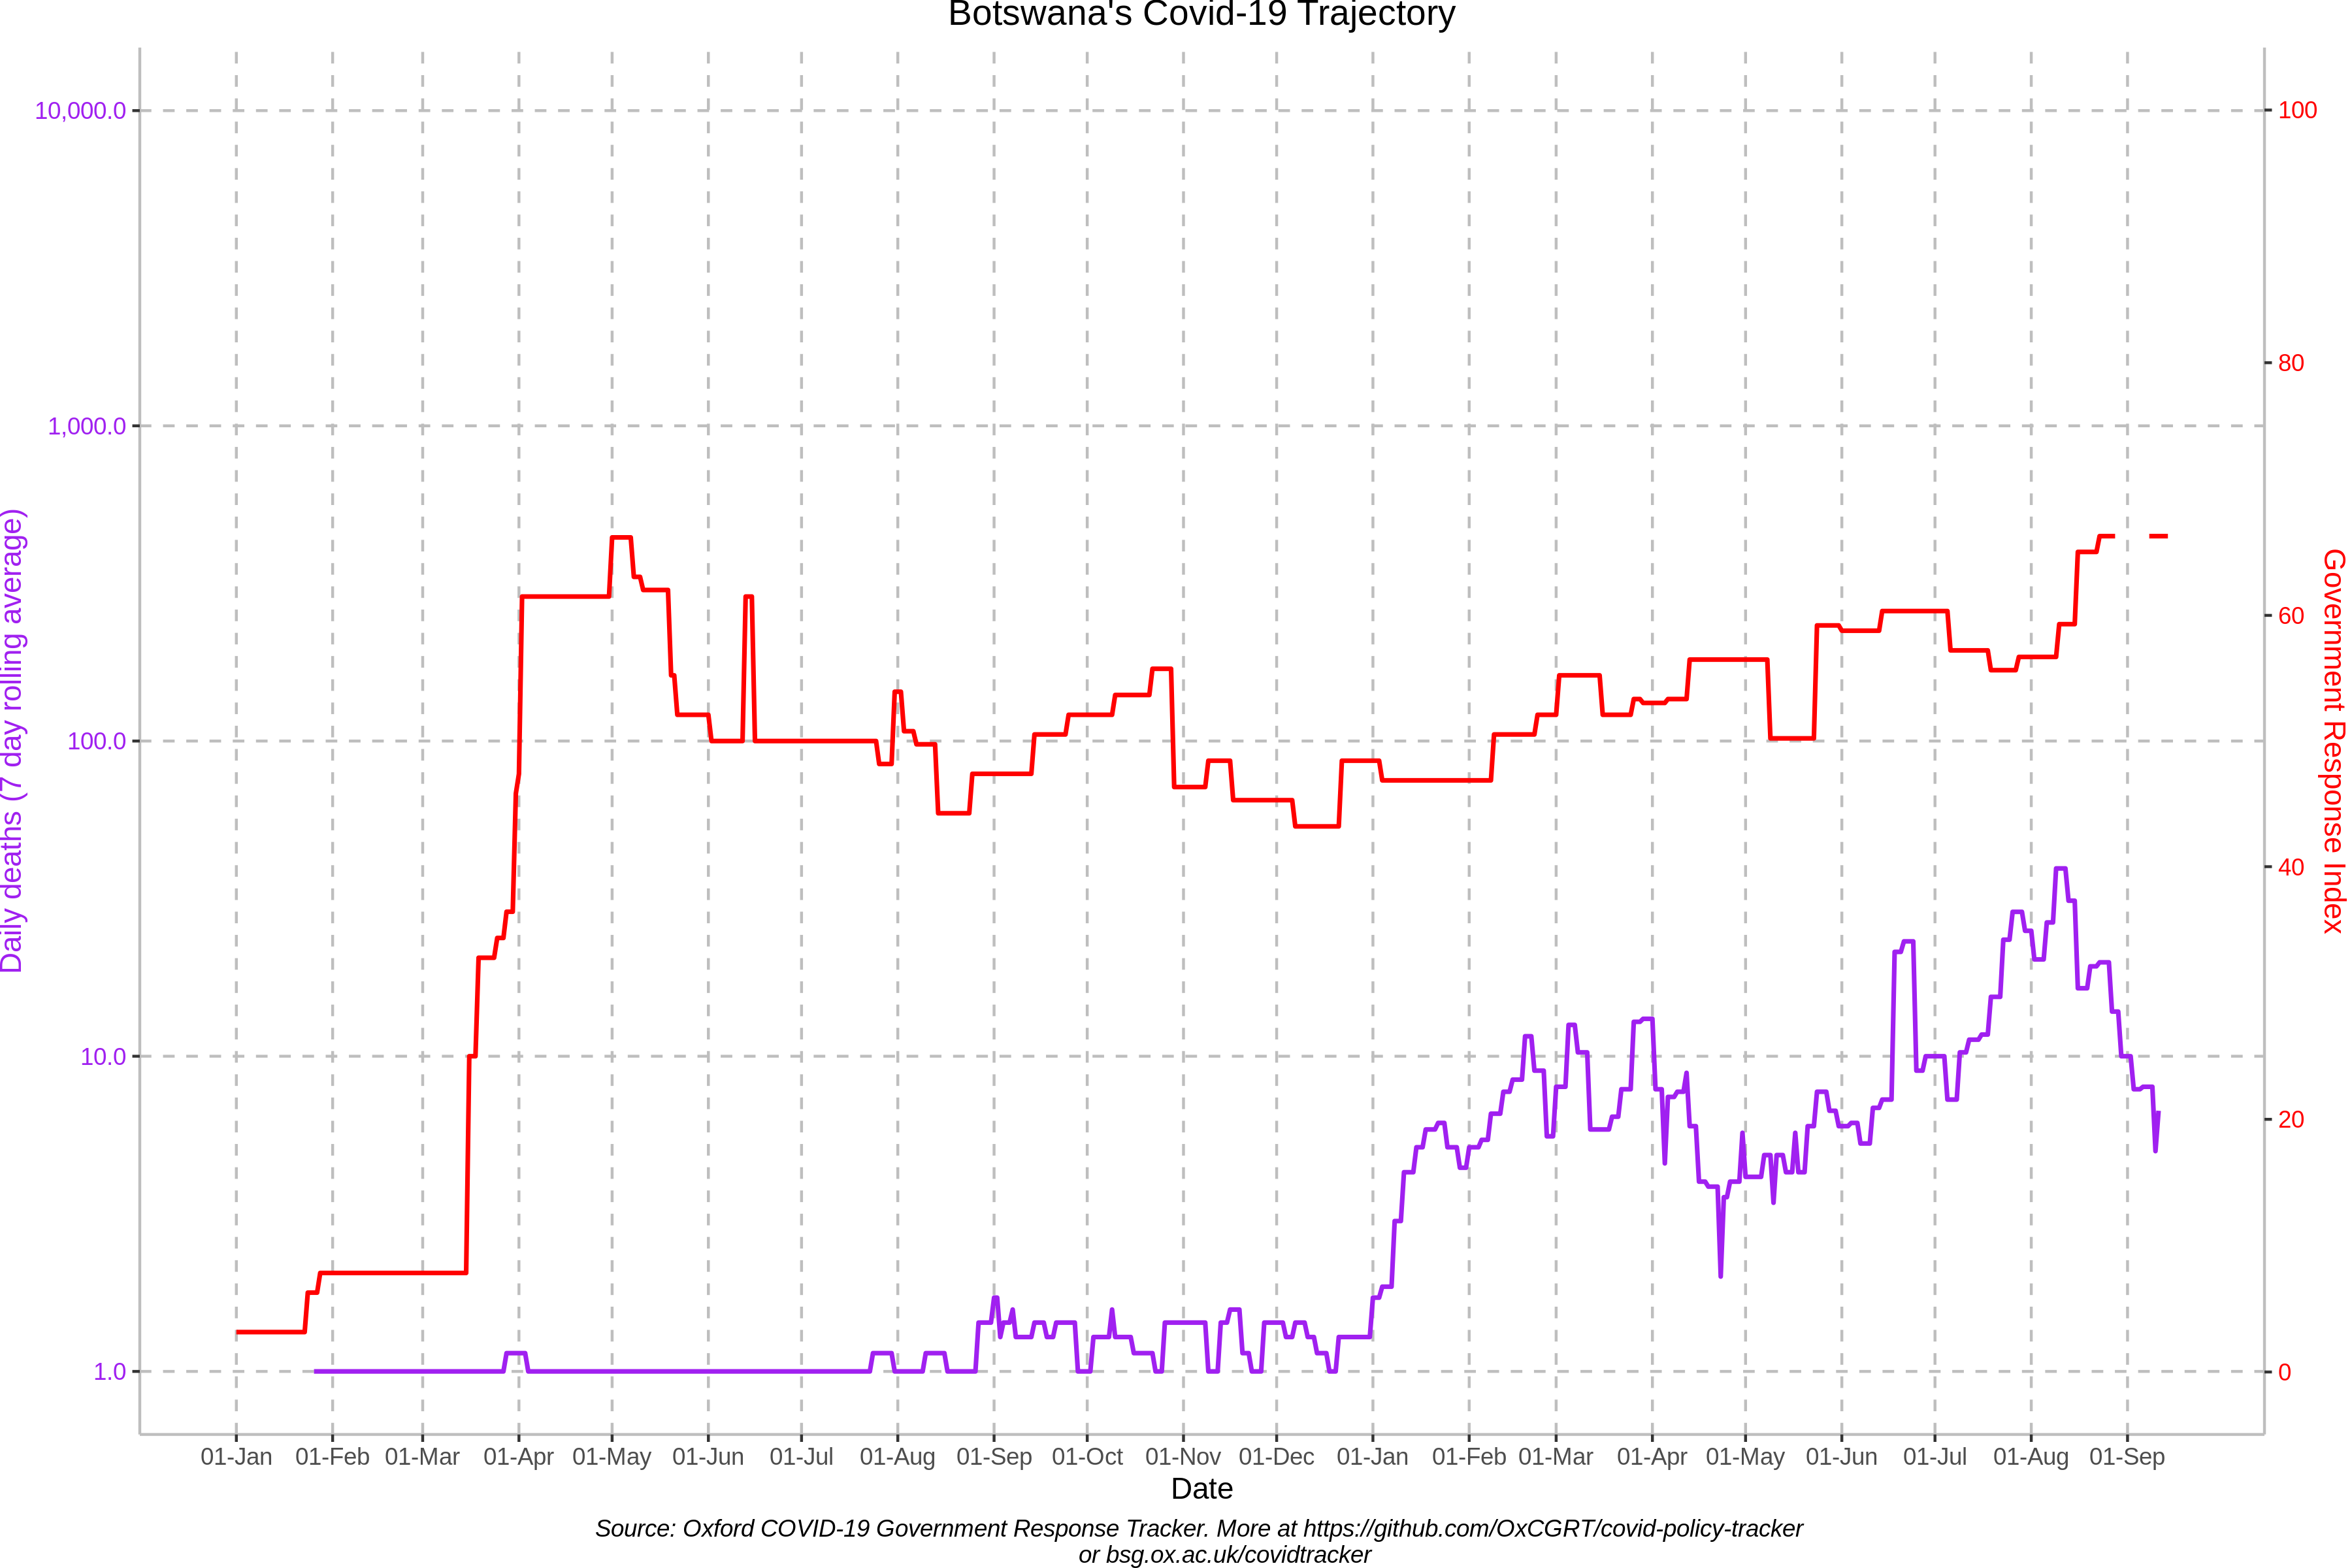 Botswana's Covid-19 Trajectory
10,000.0
1,000.0
100.0
10.0
1.0
Daily deaths (7 day rolling average)
100
80
60
40
20
0
Government Response Index
01-Jan 01-Feb 01-Mar 01-Apr 01-May 01-Jun 01-Jul 01-Aug 01-Sep 01-Oct 01-Nov 01-Dec 01-Jan 01-Feb 01-Mar 01-Apr 01-May 01-Jun 01-Jul 01-Aug 01-Sep
Date
Source: Oxford COVID-19 Government Response Tracker. More at https://github.com/OxCGRT/covid-policy-tracker
or bsg.ox.ac.uk/covidtracker